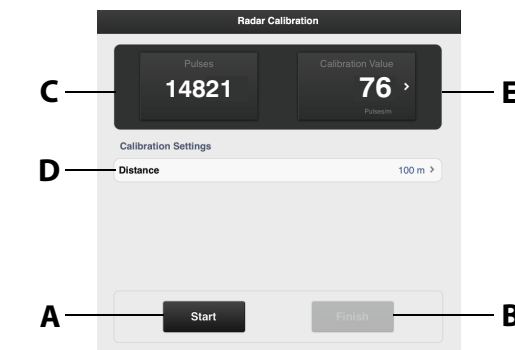 Radar Calibration
Pulses
Calibration Value
C
14821
76
E
Pulses/m
Calibration Settings
D
Distance
100 m
A
Start
Finish
B